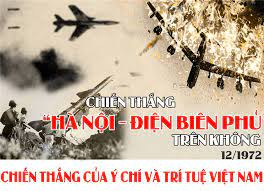 CHIẾN THẮNG
“HÀ NỘI - ĐIỆN BIÊN PHỦ
TRÊN KHÔNG
12/1972
CHIẾN THẮNG CỦA Ý CHÍ VÀ TRÍ TUỆ VIỆT NAM